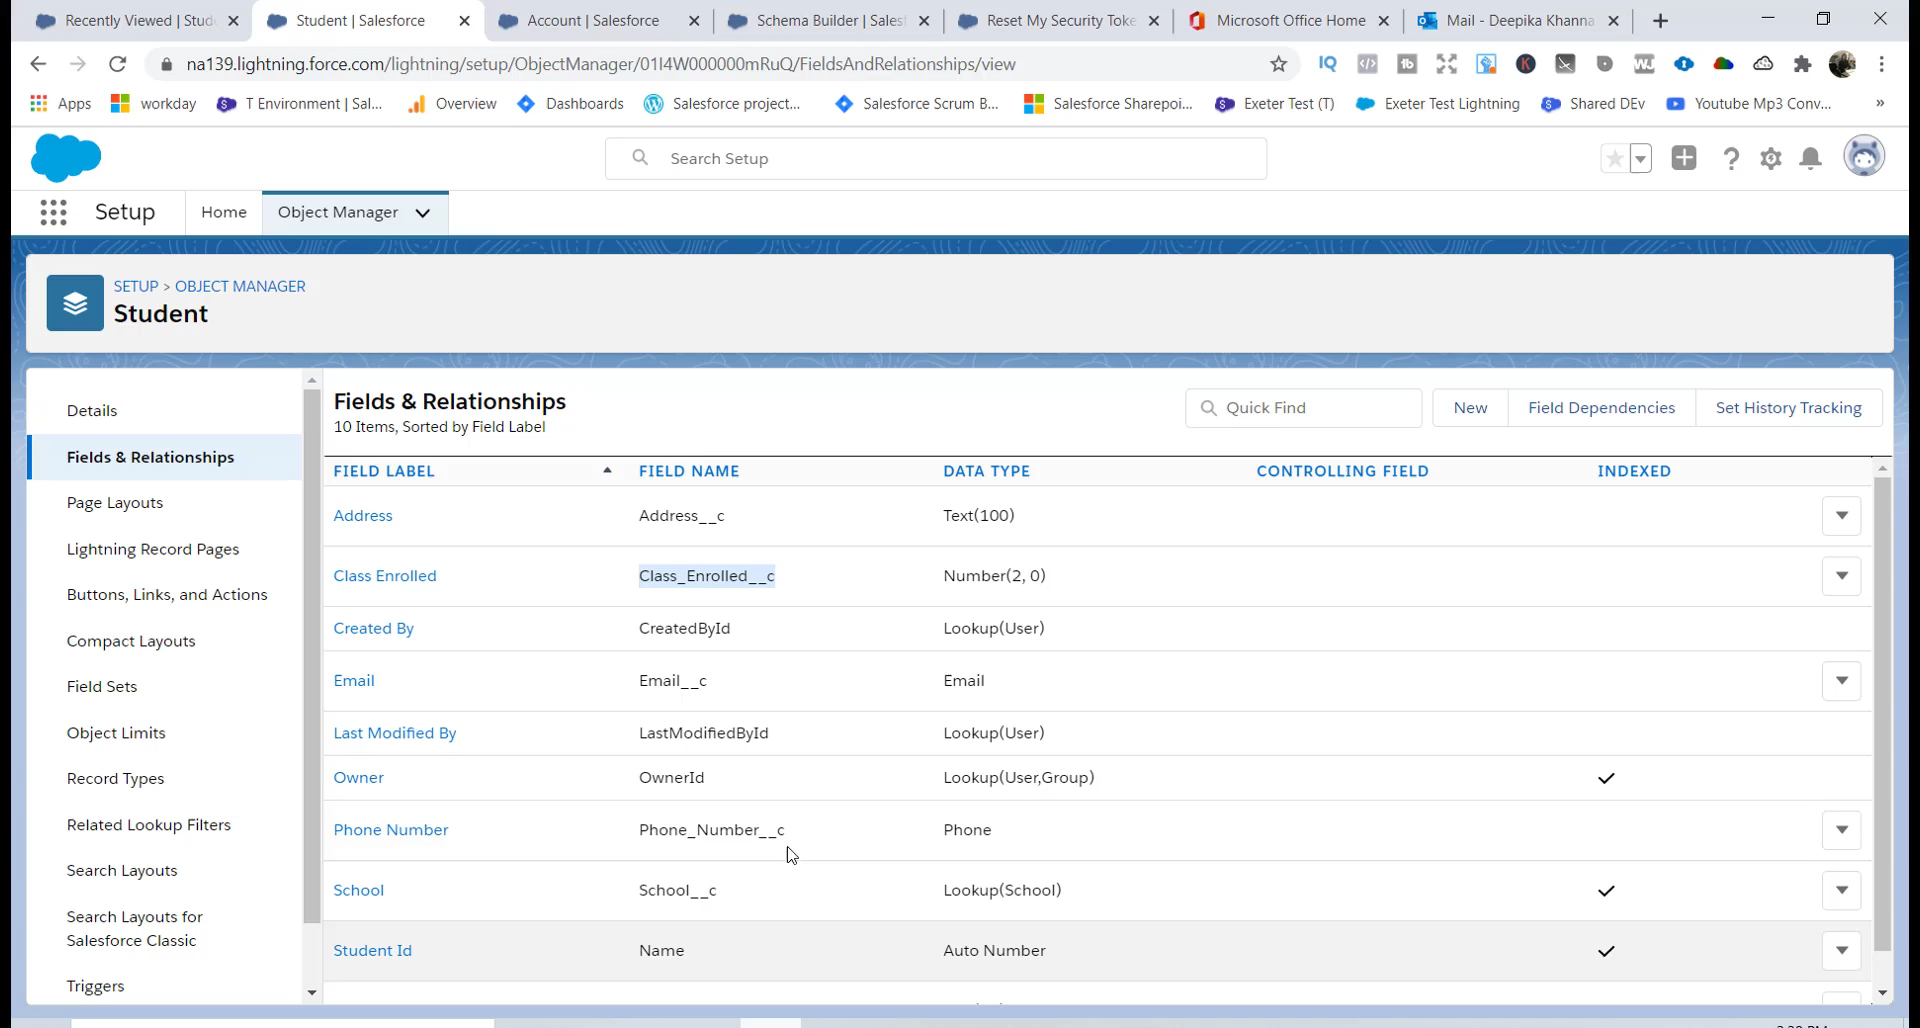 Recently Viewed | Stud
Student | Salesforce
Account | Salesforce
Schema Builder | Sales
Reset My Security Toke
Microsoft Office Home
Mail - Deepika Khanna
na139.lightning.force.com/lightning/setup/ObjectManager/01I4W000000mRuQ/FieldsAndRelationships/view
Apps
workday
T Environment | Sal...
Overview
Dashboards
Salesforce project...
Salesforce Scrum B...
Salesforce Sharepoi...
Exeter Test (T)
Exeter Test Lightning
Shared DEv
Youtube Mp3 Conv...
»
Search Setup
Setup
Home
Object Manager
SETUP > OBJECT MANAGER
Student
Details
Fields & Relationships
Page Layouts
Lightning Record Pages
Buttons, Links, and Actions
Compact Layouts
Field Sets
Object Limits
Record Types
Related Lookup Filters
Search Layouts
Search Layouts for
Salesforce Classic
Triggers
Fields & Relationships
10 Items, Sorted by Field Label
Quick Find
New
Field Dependencies
Set History Tracking
FIELD LABEL FIELD NAME DATA TYPE CONTROLLING FIELD INDEXED
Address Address__c Text(100)
Class Enrolled Class_Enrolled__c Number(2, 0)
Created By CreatedById Lookup(User)
Email Email__c Email
Last Modified By LastModifiedById Lookup(User)
Owner OwnerId Lookup(User,Group)
Phone Number Phone_Number__c Phone
School School__c Lookup(School)
Student Id Name Auto Number